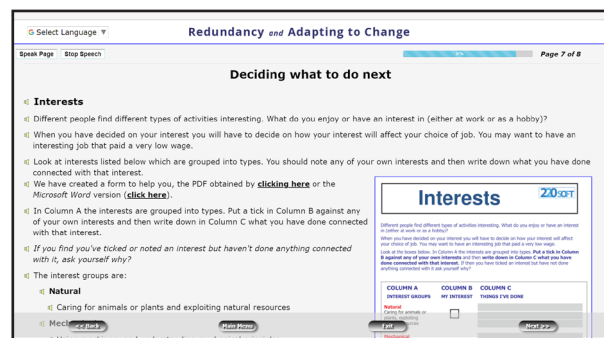 G Select Language ▼
Redundancy and Adapting to Change
Speak Page Stop Speech
Page 7 of 8
Deciding what to do next
Interests
Different people find different types of activities interesting. What do you enjoy or have an interest in (either at work or as a hobby)?
When you have decided on your interest you will have to decide on how your interest will affect your choice of job. You may want to have an
interesting job that paid a very low wage.
Look at interests listed below which are grouped into types. You should note any of your own interests and then write down what you have done
connected with that interest.
We have created a form to help you, the PDF obtained by clicking here or the
Microsoft Word version (click here).
In Column A the interests are grouped into types. Put a tick in Column B against any
of your own interests and then write down in Column C what you have done connected
with that interest.
If you find you've ticked or noted an interest but haven't done anything connected
with it, ask yourself why?
The interest groups are:
Natural
Caring for animals or plants and exploiting natural resources
Interests
220SOFT
Different people find different types of activities interesting. What do you enjoy or have an interest
in (either at work or as a hobby)?
When you have decided on your interest you will have to decide on how your interest will affect
your choice of job. You may want to have an interesting job that paid a very low wage.
Look at the boxes below. In Column A the interests are grouped into types. Put a tick in Column
B against any of your own interests and then write down in Column C what you have
done connected with that interest. If then you have ticked an interest but have not done
anything connected with it ask yourself why?
COLUMN A COLUMN B COLUMN C
INTEREST GROUPS MY INTEREST THINGS I'VE DONE
Natural
Caring for animals or
plants, exploiting
natural resources
Mechanical
<< Back Main Menu Exit Next >>